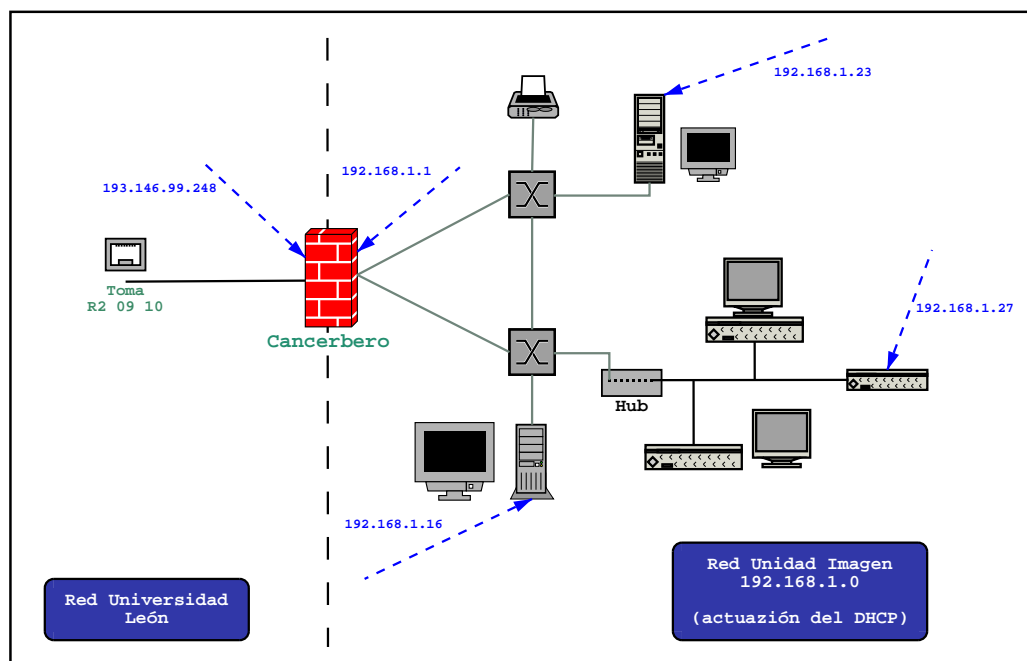 192.168.1.23
192.168.1.1
193.146.99.248
Toma
R2 09 10
Cancerbero
192.168.1.27
Hub
192.168.1.16
Red Universidad
León
Red Unidad Imagen
192.168.1.0
(actuazión del DHCP)